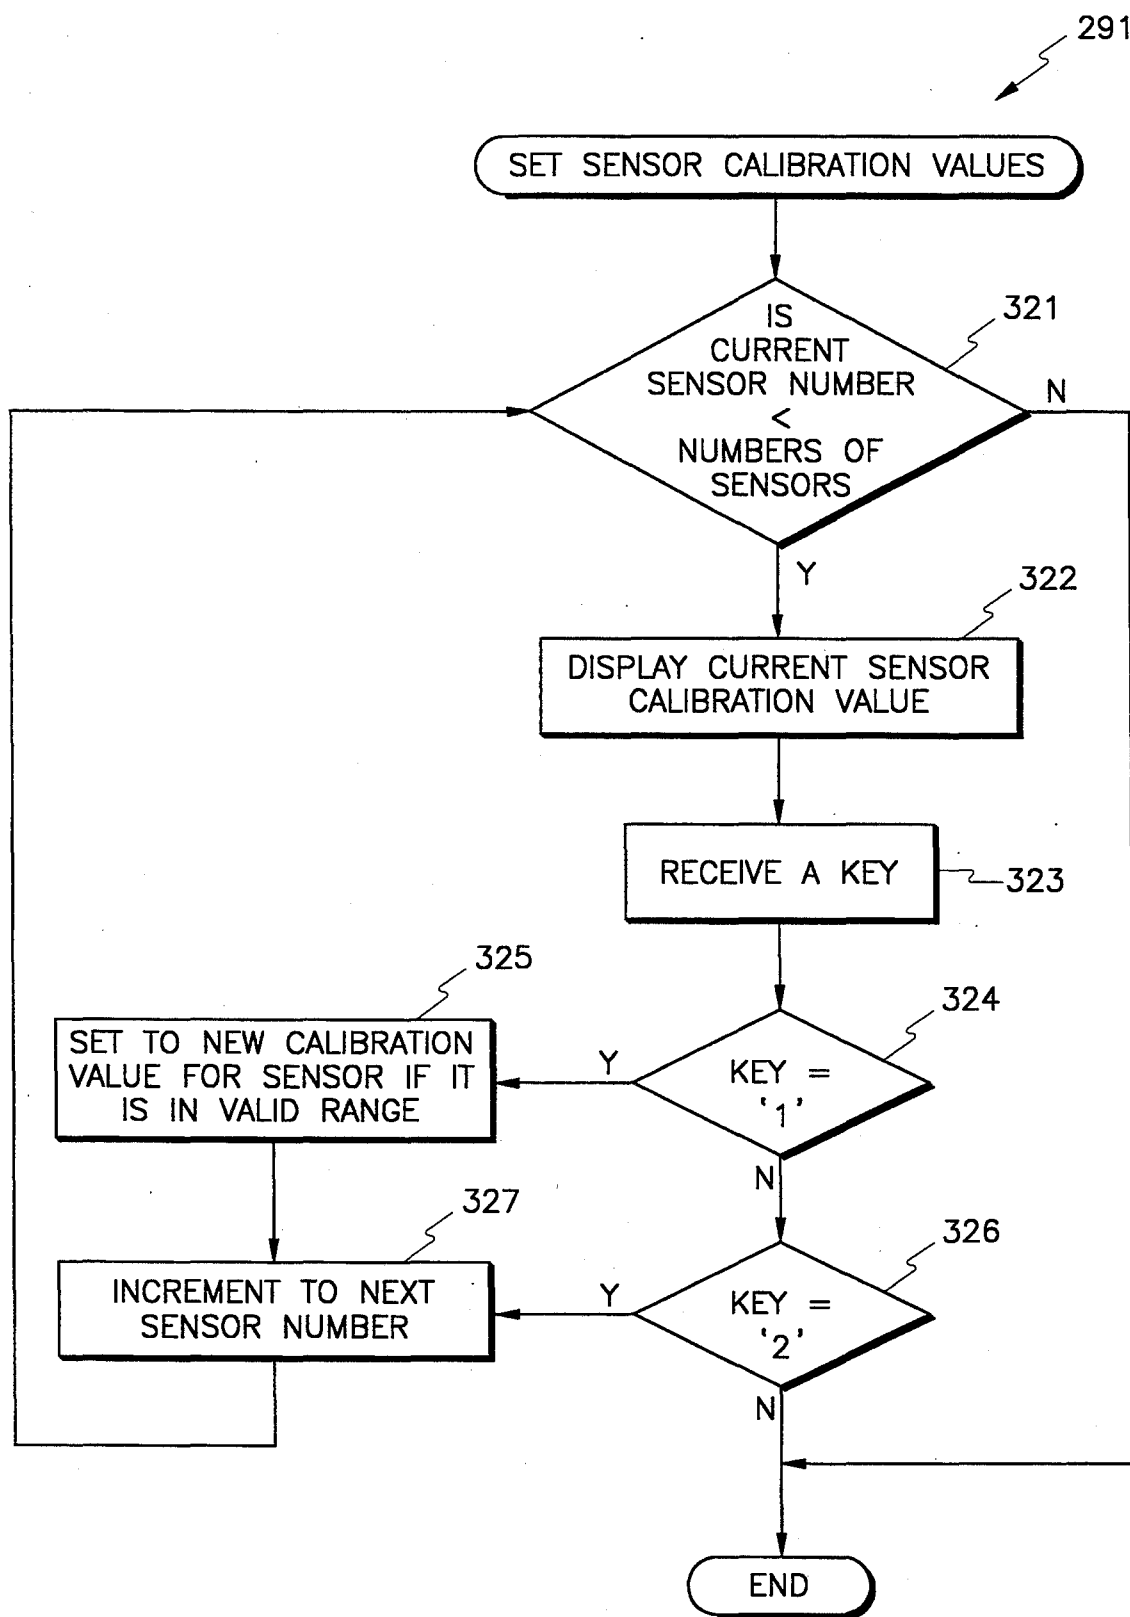 291
SET SENSOR CALIBRATION VALUES
IS
CURRENT
SENSOR NUMBER
<
NUMBERS OF
SENSORS
321
N
Y
322
DISPLAY CURRENT SENSOR
CALIBRATION VALUE
RECEIVE A KEY
323
325
SET TO NEW CALIBRATION
VALUE FOR SENSOR IF IT
IS IN VALID RANGE
Y
324
KEY =
'1'
N
327
INCREMENT TO NEXT
SENSOR NUMBER
Y
326
KEY =
'2'
N
END